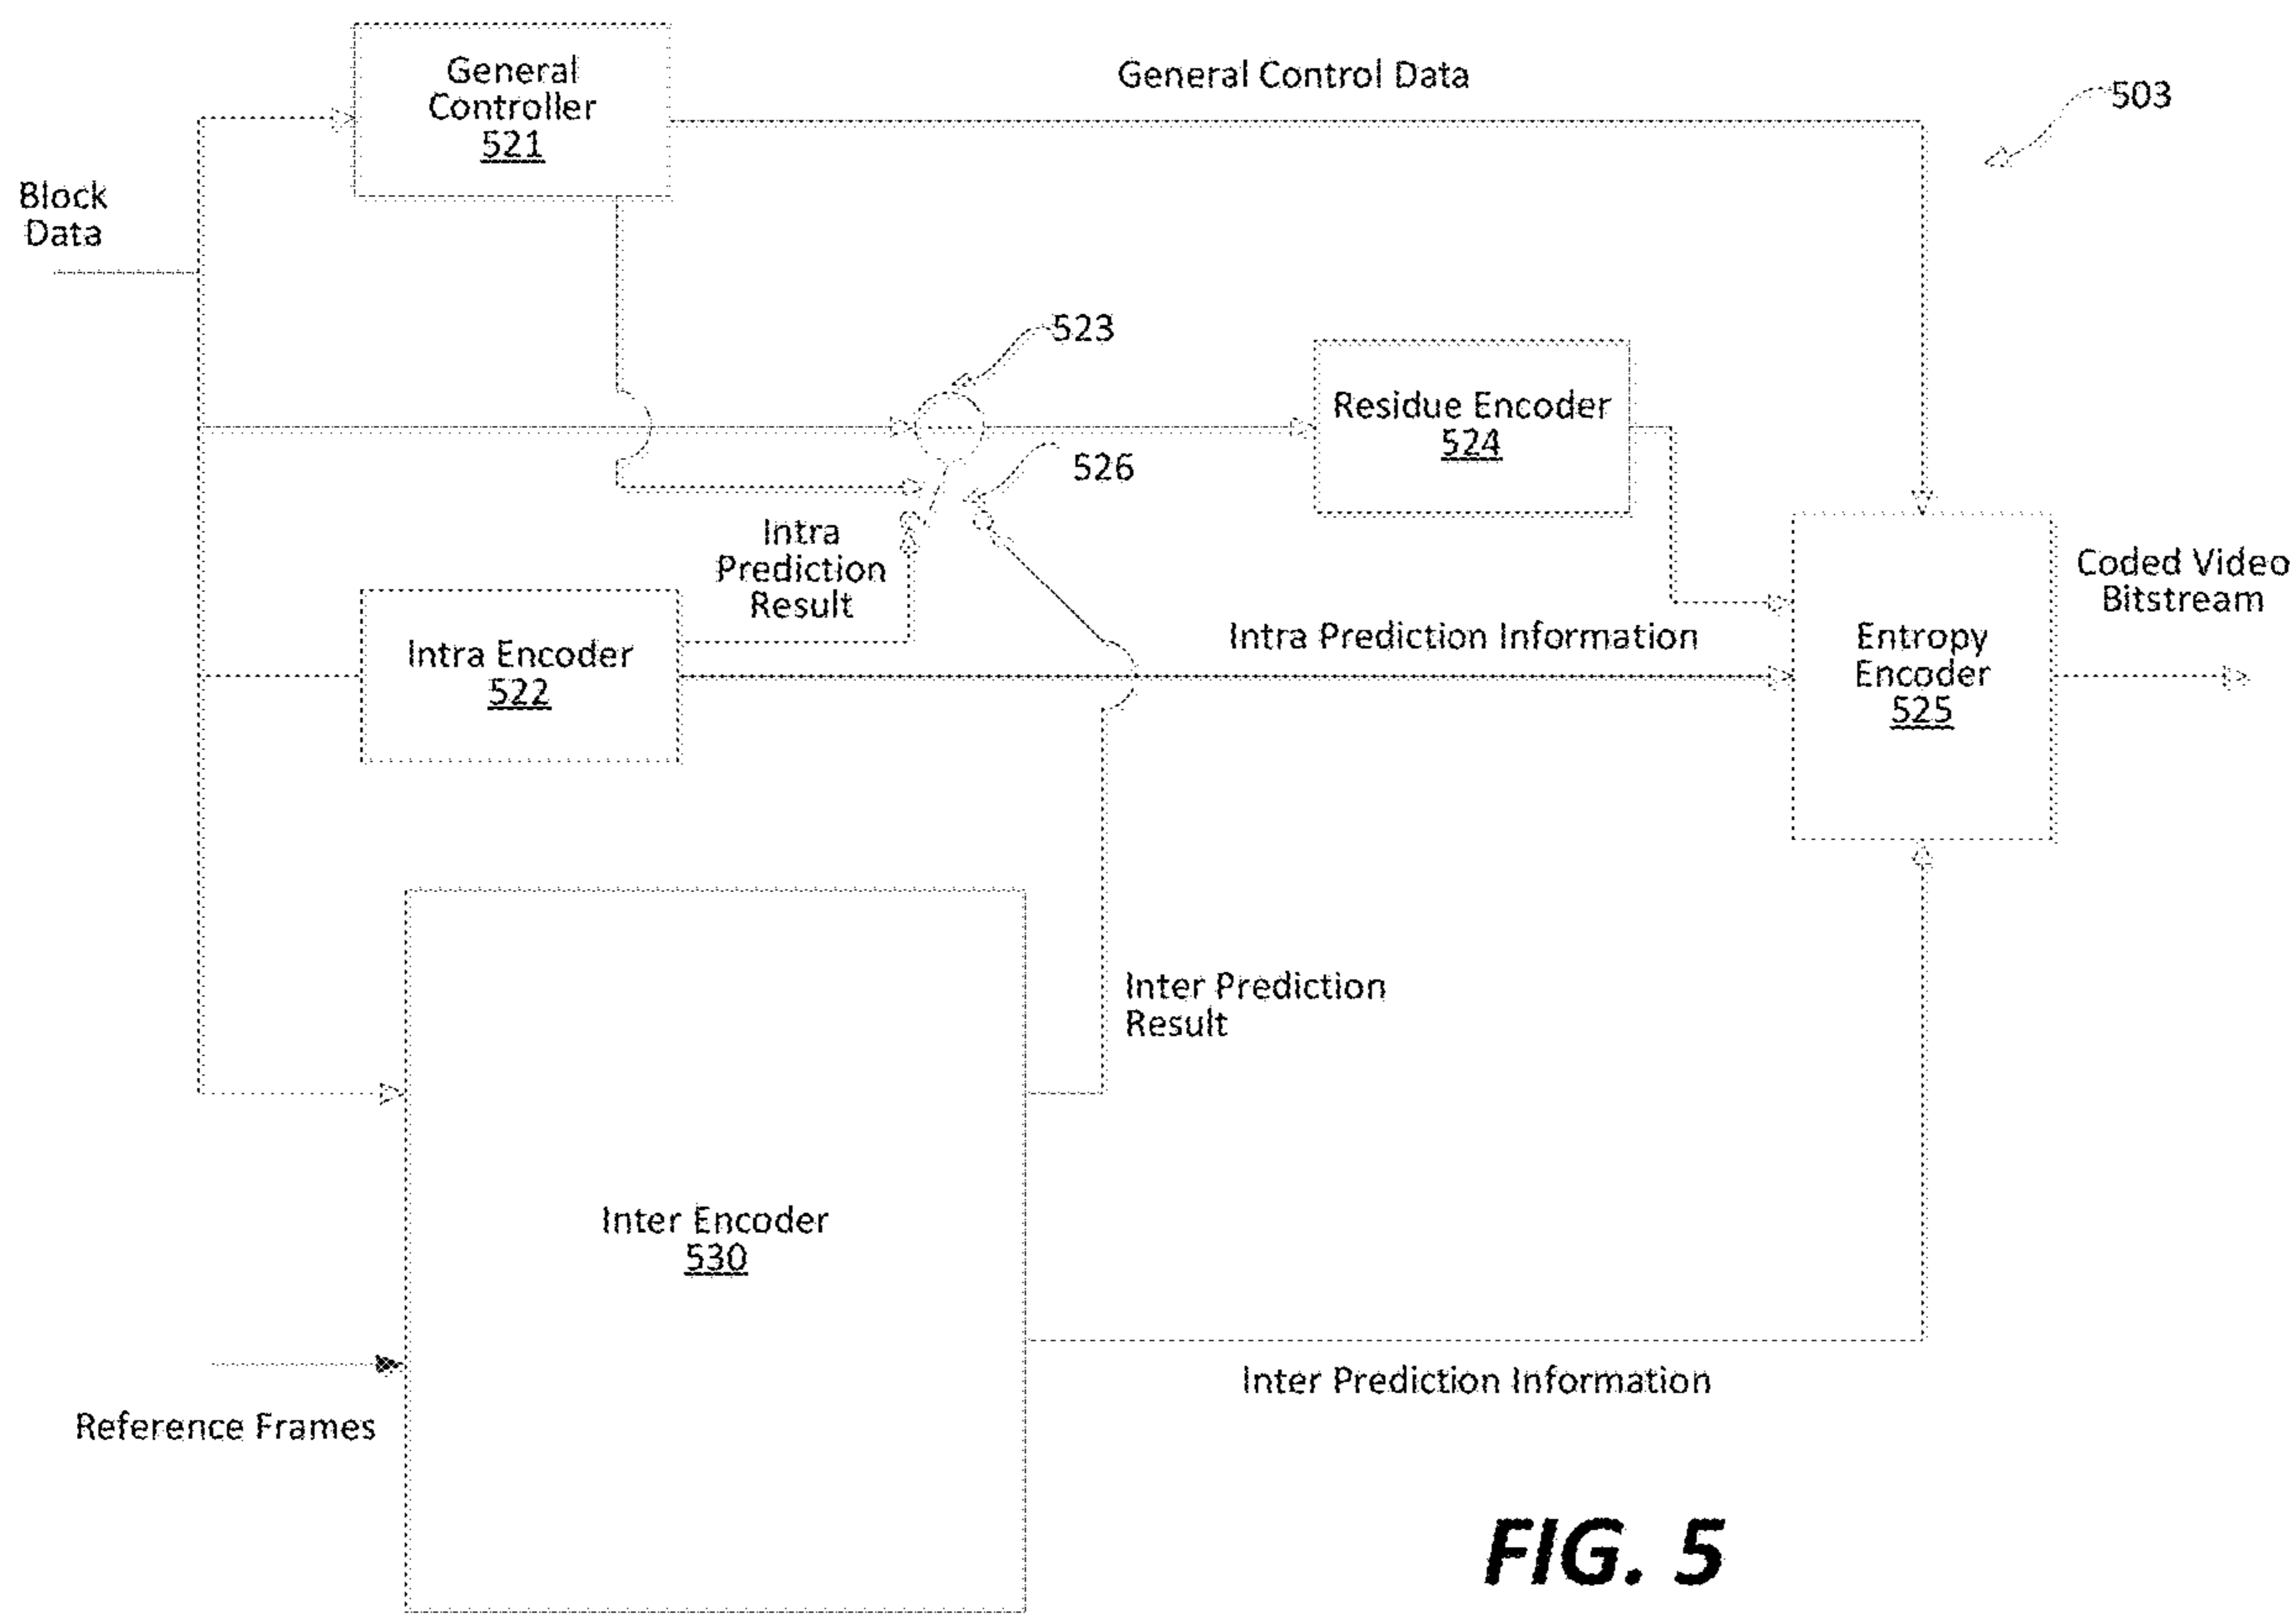 General
Controller
521
General Control Data
503
Block
Data
523
Residue Encoder
524
526
Intra
Prediction
Result
Intra Encoder
522
Intra Prediction Information
Entropy
Encoder
525
Coded Video
Bitstream
Inter Prediction
Result
Inter Encoder
530
Reference Frames
Inter Prediction Information
FIG. 5